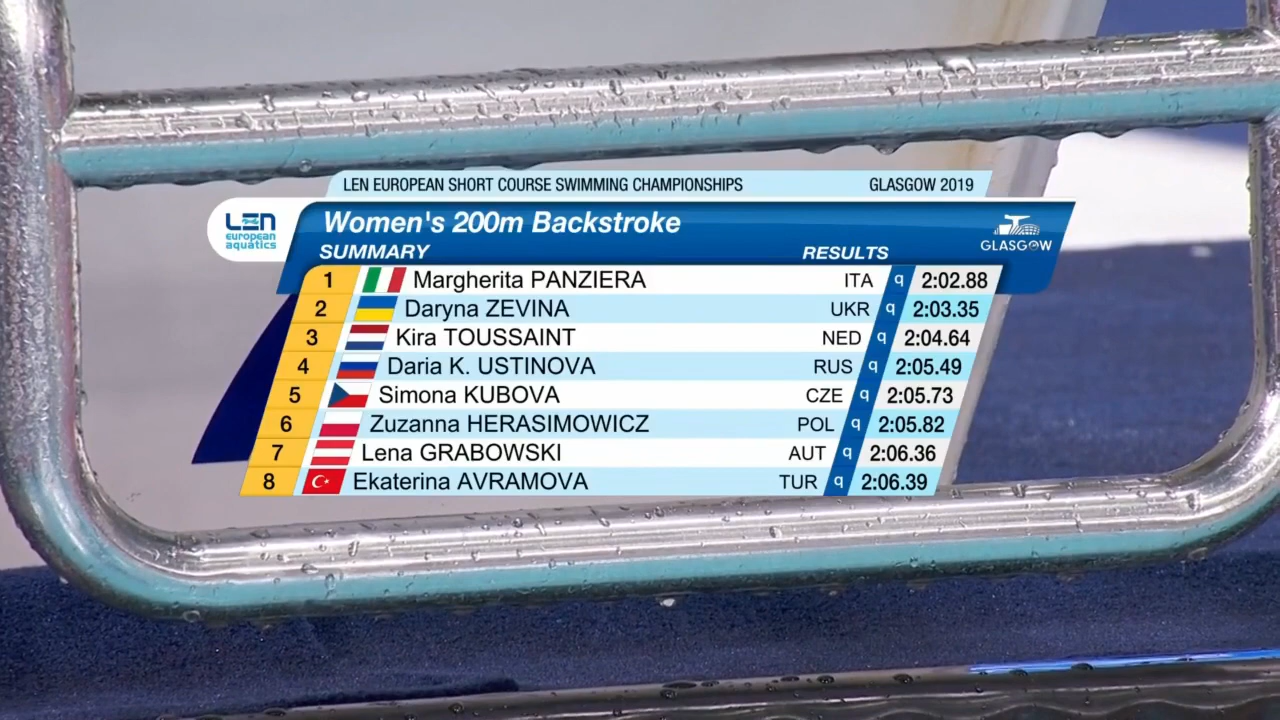 LEN EUROPEAN SHORT COURSE SWIMMING CHAMPIONSHIPS GLASGOW 2019
LEN european aquatics
Women's 200m Backstroke
GLASGOW
SUMMARY RESULTS
1 Margherita PANZIERA ITA q 2:02.88
2 Daryna ZEVINA UKR q 2:03.35
3 Kira TOUSSAINT NED q 2:04.64
4 Daria K. USTINOVA RUS q 2:05.49
5 Simona KUBOVA CZE q 2:05.73
6 Zuzanna HERASIMOWICZ POL q 2:05.82
7 Lena GRABOWSKI AUT q 2:06.36
8 Ekaterina AVRAMOVA TUR q 2:06.39